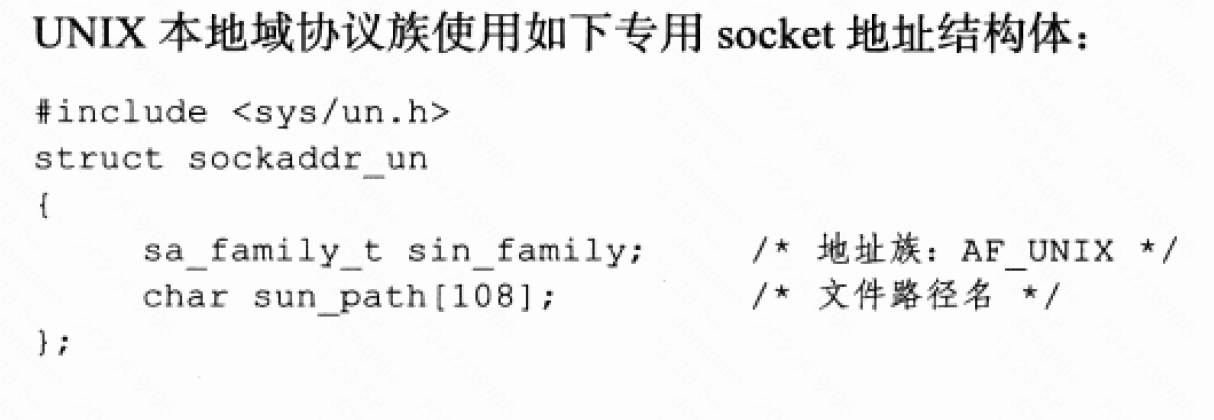 UNIX 本地域协议族使用如下专用 socket 地址结构体：
#include <sys/un.h>
struct sockaddr_un
{
sa_family_t sin_family; /* 地址族：AF_UNIX */
char sun_path[108]; /* 文件路径名 */
};